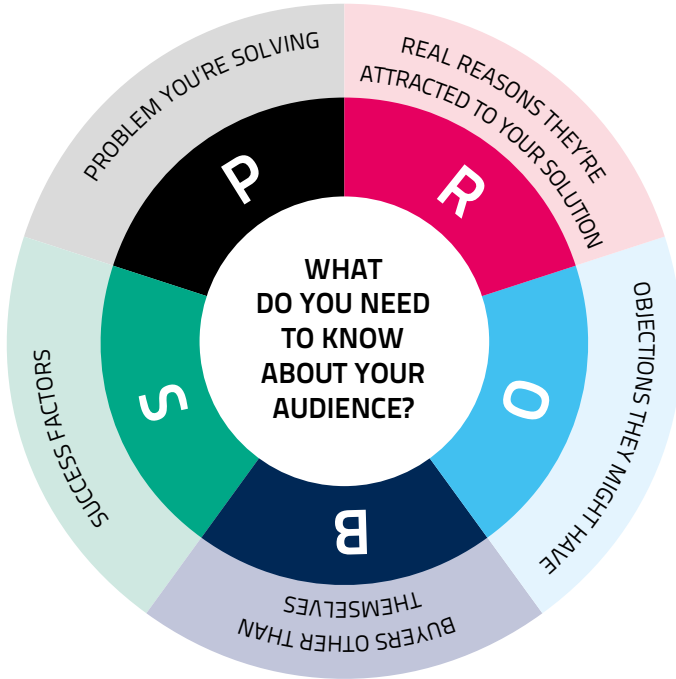 WHAT
DO YOU NEED
TO KNOW
ABOUT YOUR
AUDIENCE?
P
PROBLEM YOU'RE SOLVING
R
REAL REASONS THEY'RE
ATTRACTED TO YOUR SOLUTION
O
OBJECTIONS THEY MIGHT HAVE
B
BUYERS OTHER THAN
THEMSELVES
S
SUCCESS FACTORS